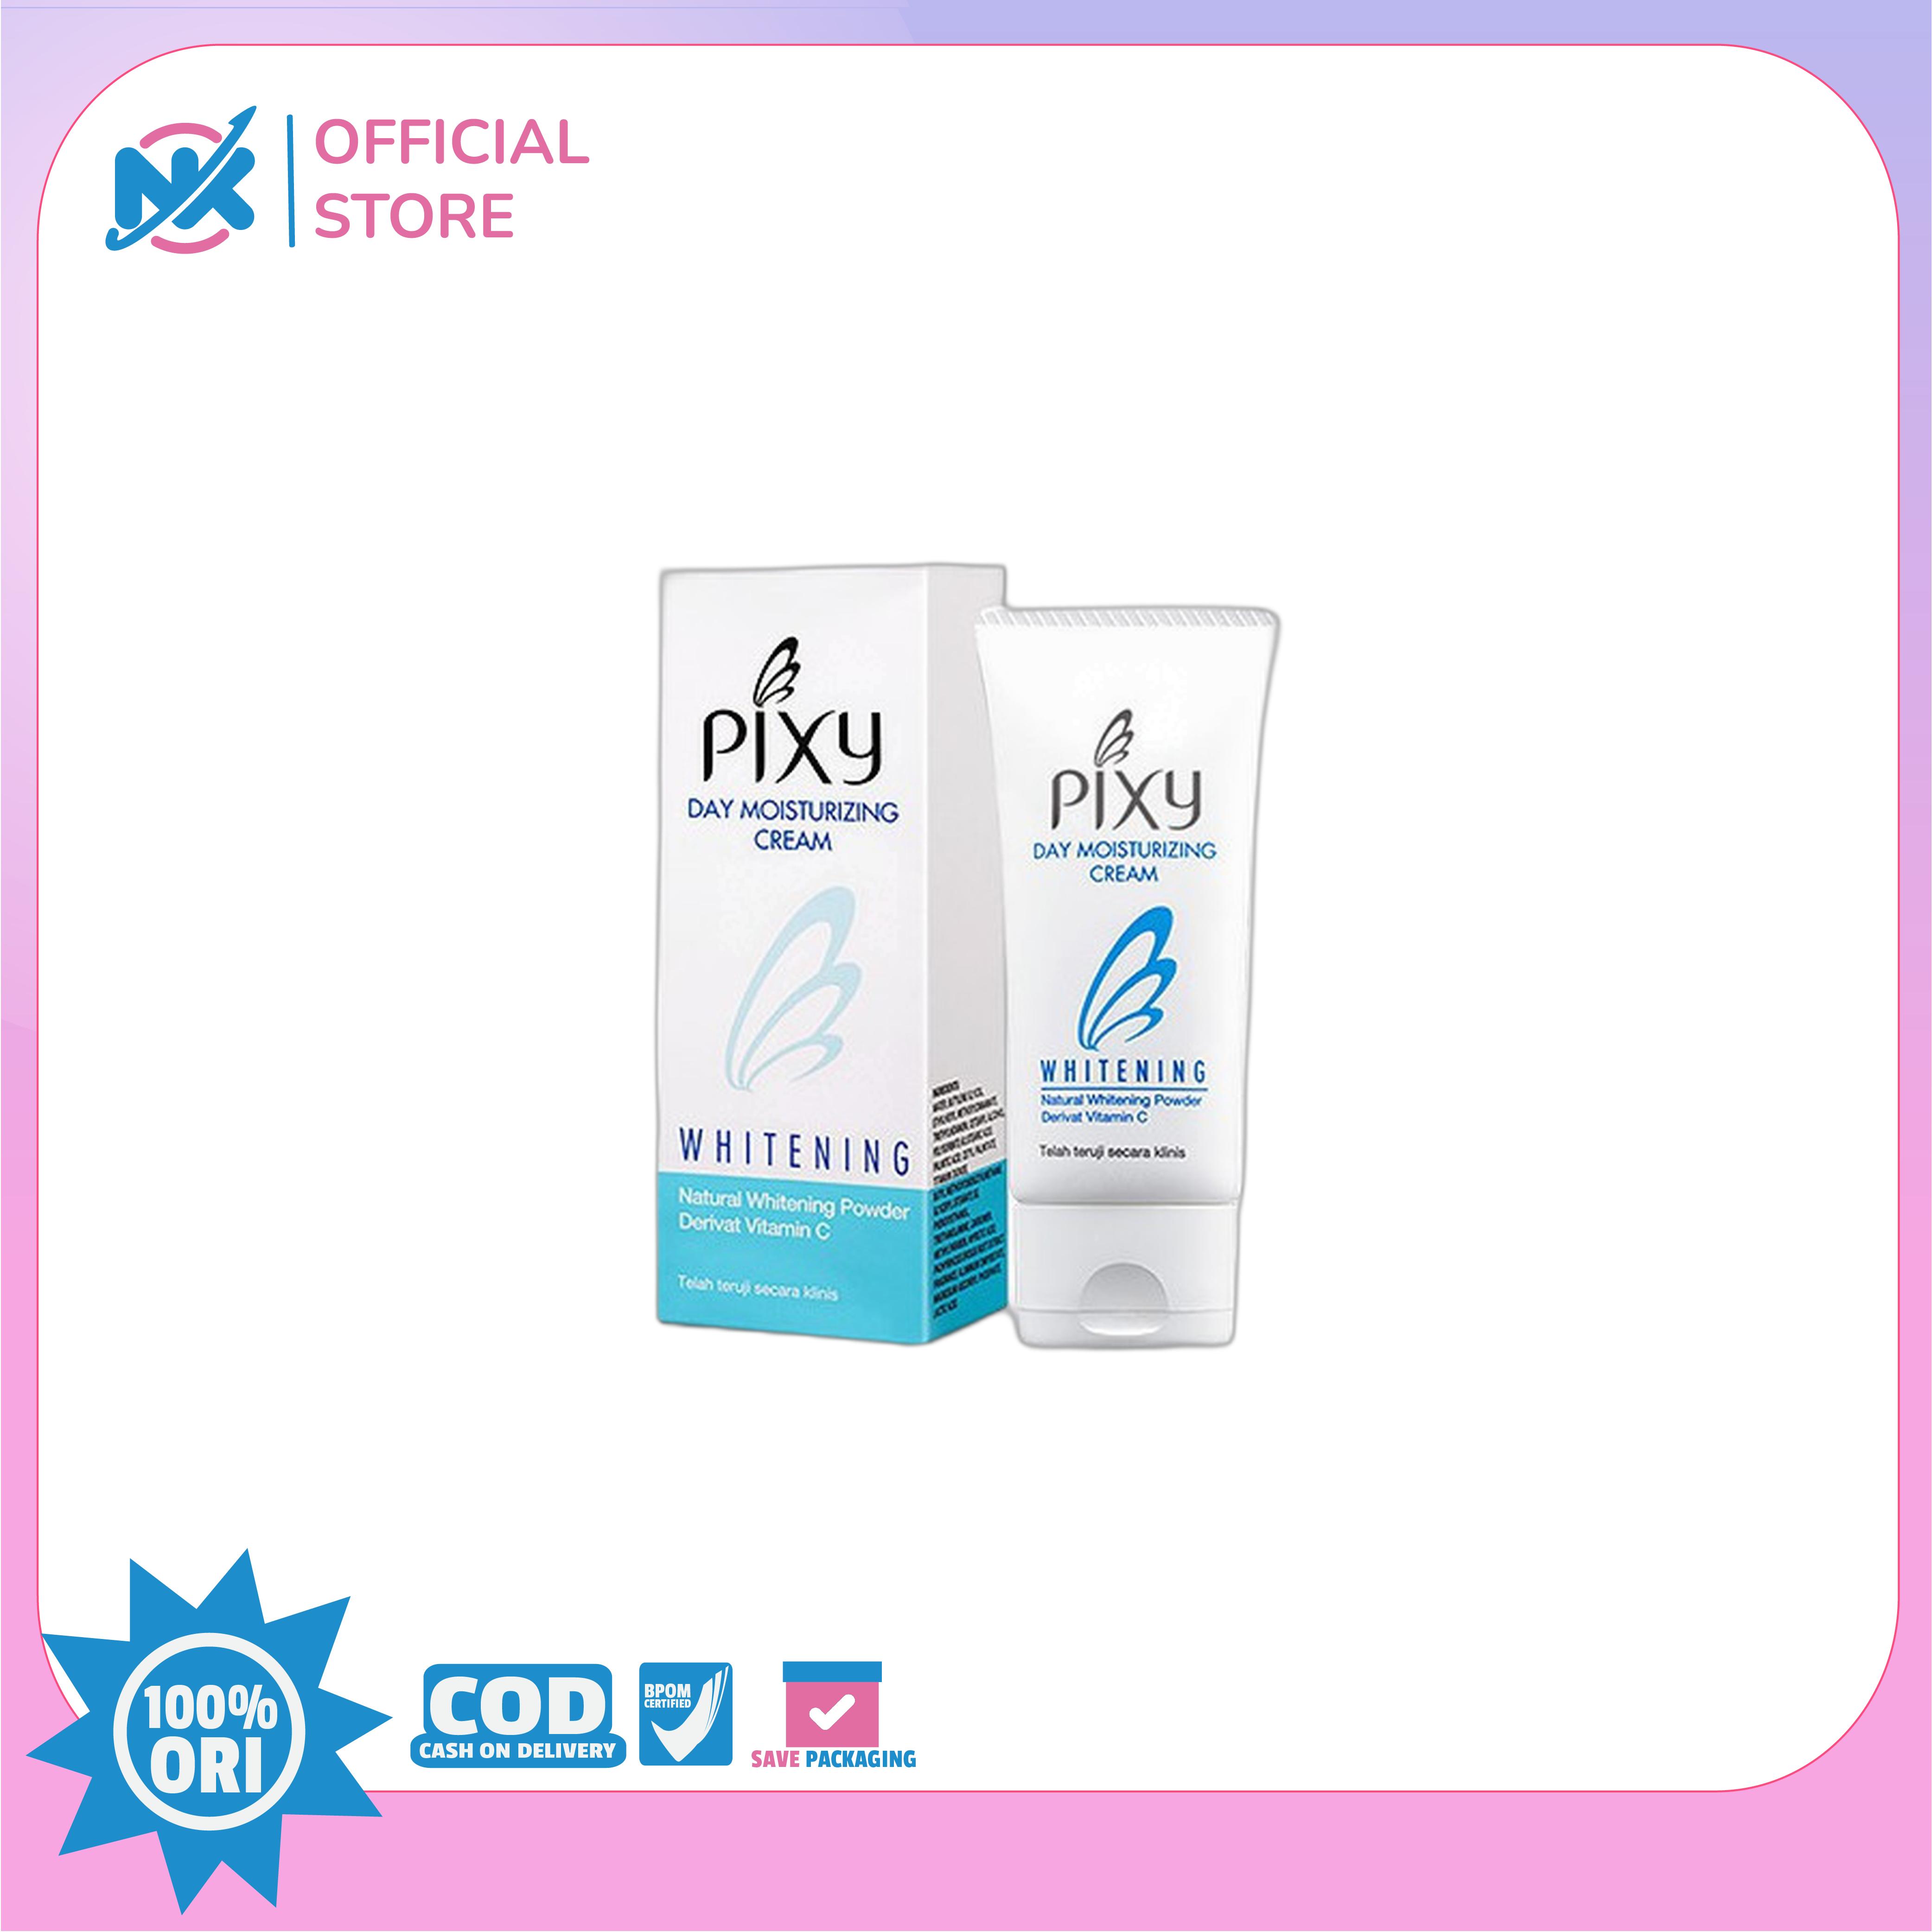 NK
OFFICIAL
STORE
PIXY
DAY MOISTURIZING
CREAM
WHITENING
Natural Whitening Powder
Derivat Vitamin C
Telah teruji secara klinis
PIXY
DAY MOISTURIZING
CREAM
WHITENING
Natural Whitening Powder
Derivat Vitamin C
Telah teruji secara klinis
100%
ORI
COD
CASH ON DELIVERY
BPOM
CERTIFIED
SAVE PACKAGING